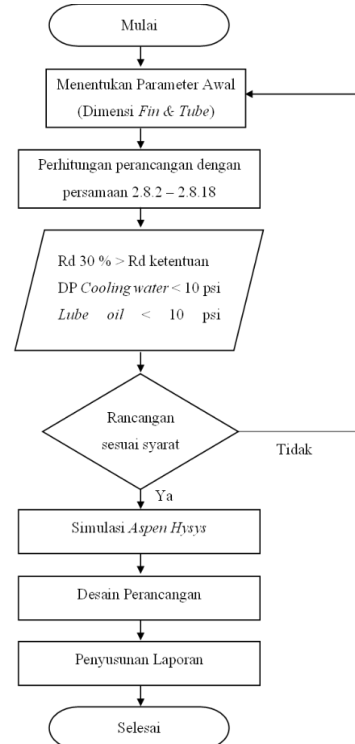 Mulai
Menentukan Parameter Awal
(Dimensi Fin & Tube)
Perhitungan perancangan dengan
persamaan 2.8.2 – 2.8.18
Rd 30 % > Rd ketentuan
DP Cooling water < 10 psi
Lube oil < 10 psi
Rancangan
sesuai syarat
Tidak
Ya
Simulasi Aspen Hysys
Desain Perancangan
Penyusunan Laporan
Selesai